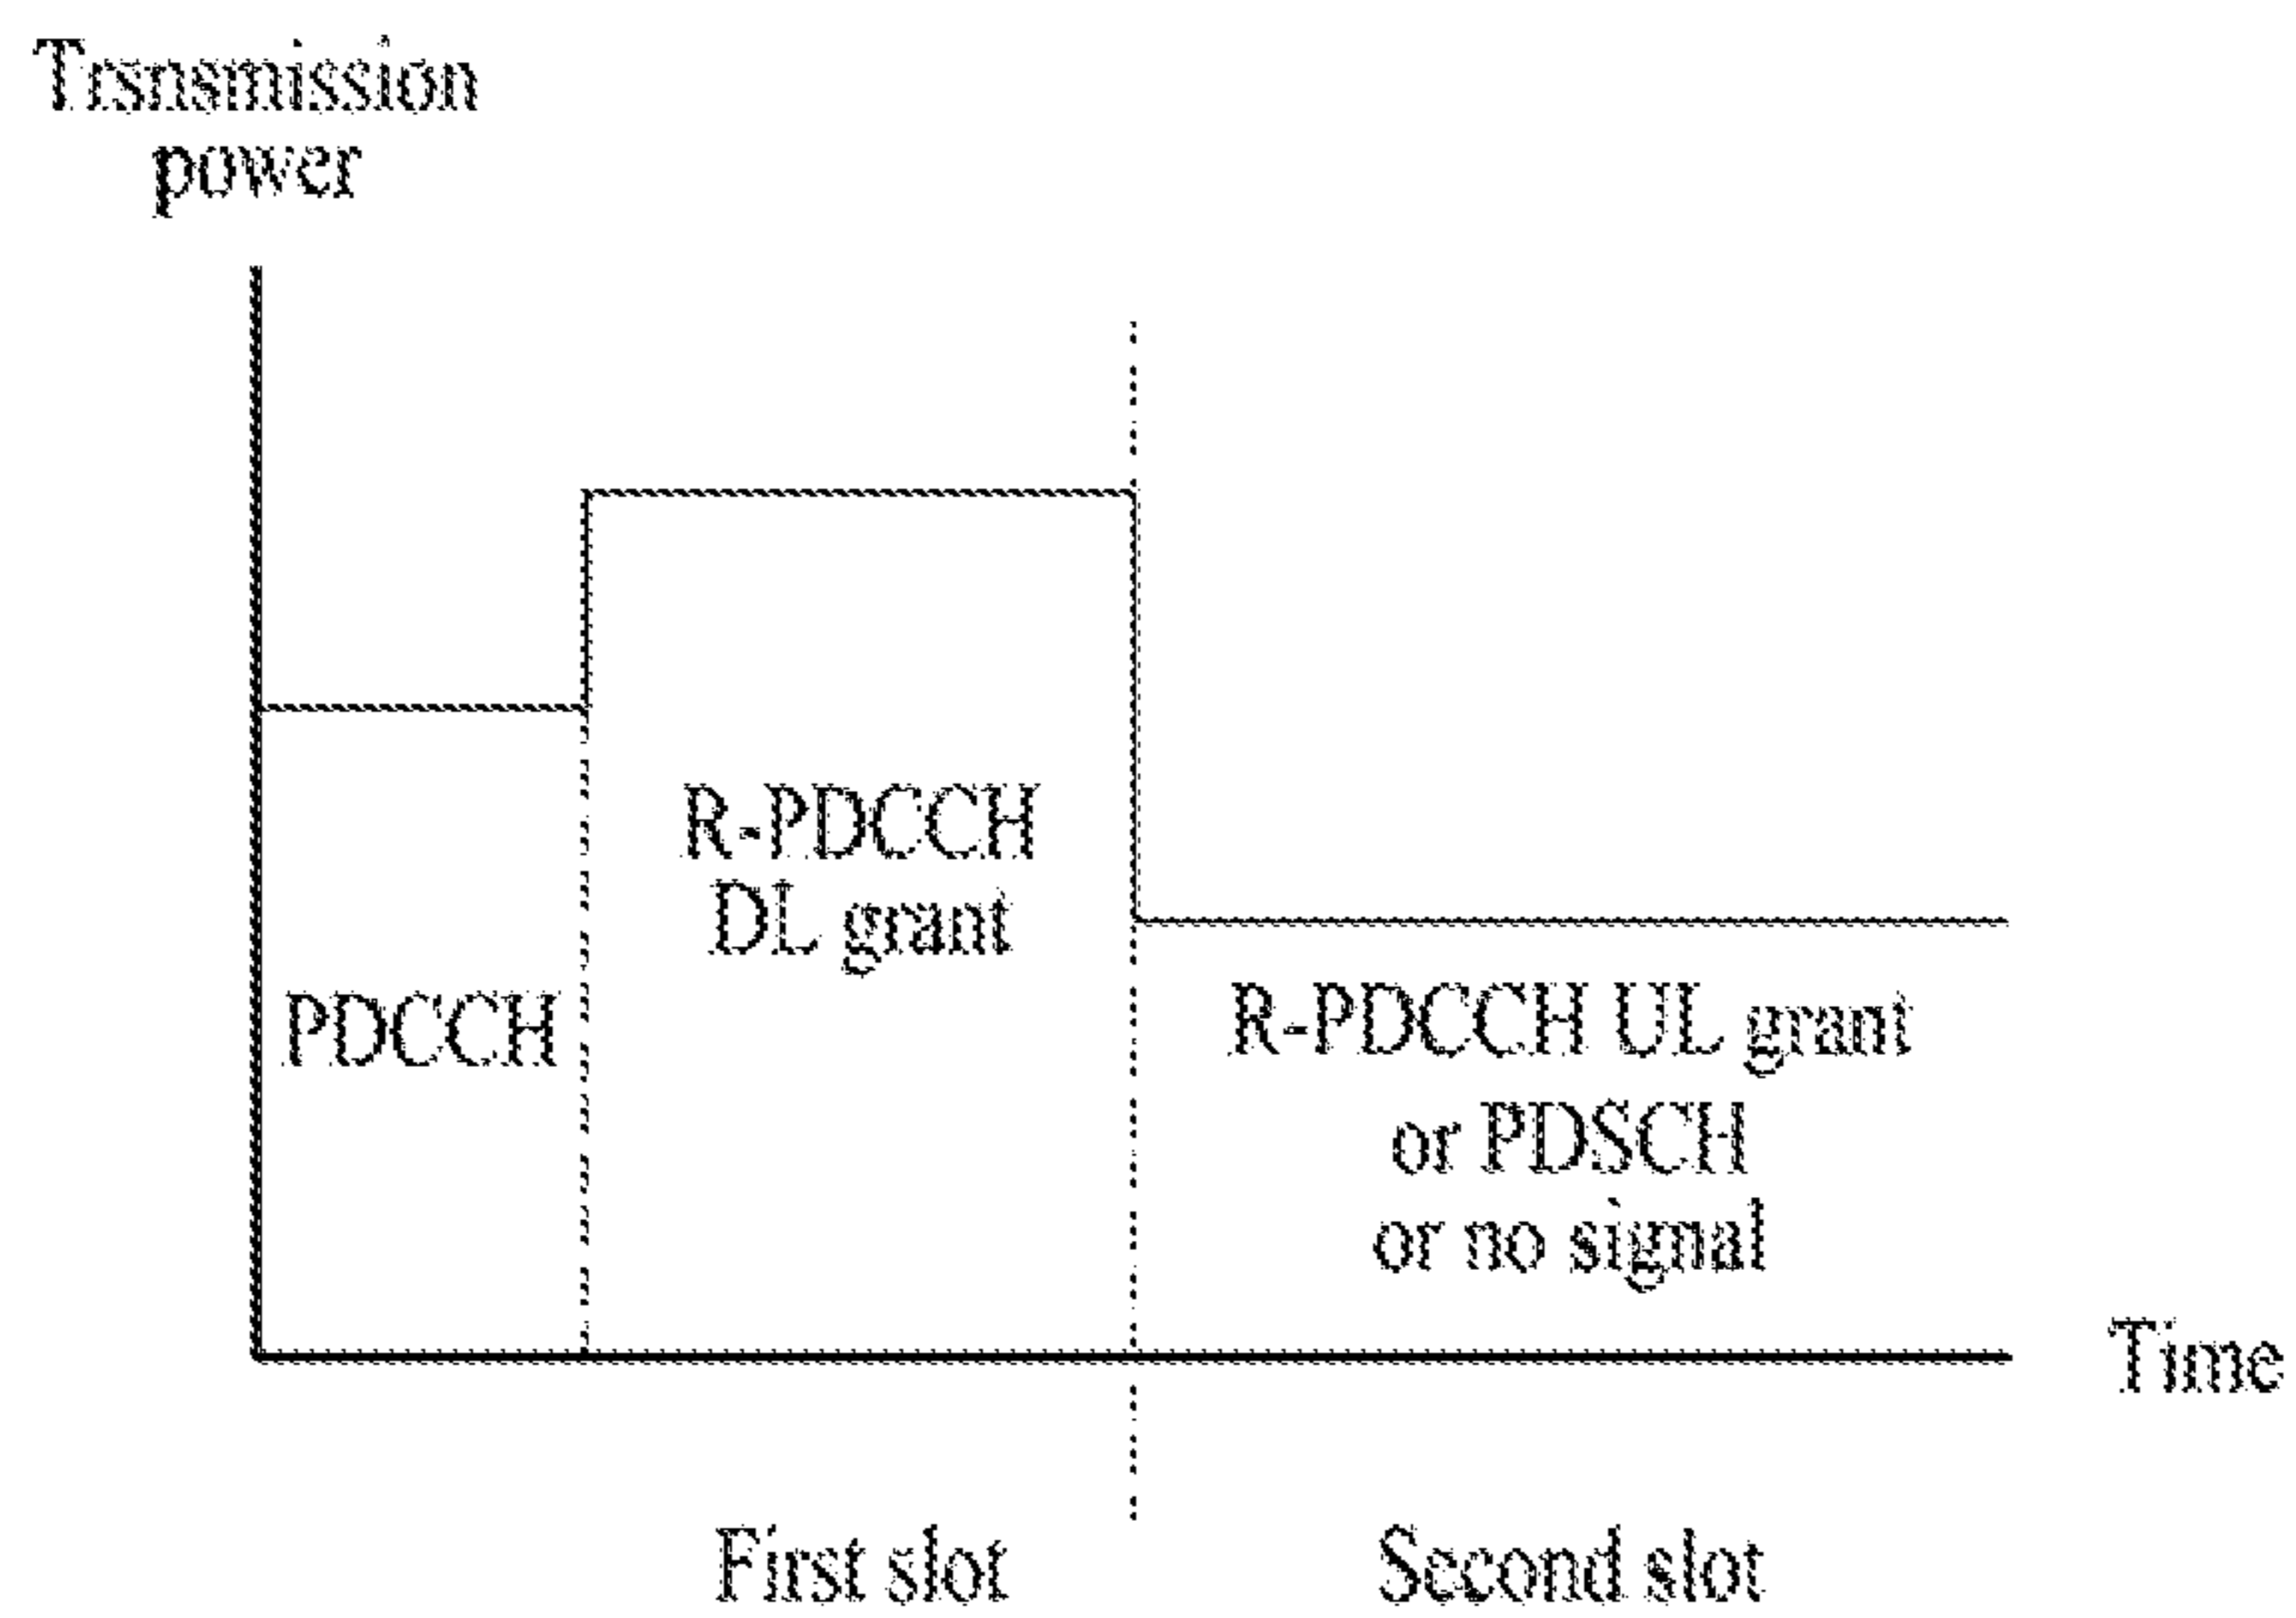 Trsnsmission
power
R-PDCCH
DL grant
PDCCH
R-PDCCH UL grant
or PDSCH
or no signal
Time
First slot
Second slot